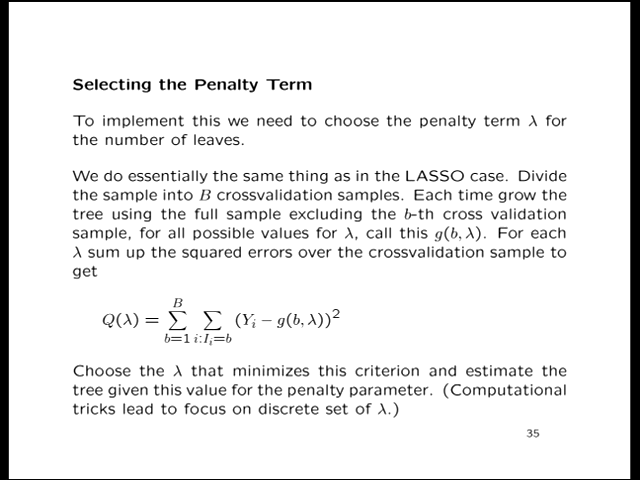 Selecting the Penalty Term
To implement this we need to choose the penalty term λ for
the number of leaves.
We do essentially the same thing as in the LASSO case. Divide
the sample into B crossvalidation samples. Each time grow the
tree using the full sample excluding the b-th cross validation
sample, for all possible values for λ, call this g(b, λ). For each
λ sum up the squared errors over the crossvalidation sample to
get
Q(λ) = ∑_{b=1}^{B} ∑_{i:I_i=b} (Y_i − g(b, λ))²
Choose the λ that minimizes this criterion and estimate the
tree given this value for the penalty parameter. (Computational
tricks lead to focus on discrete set of λ.)
35